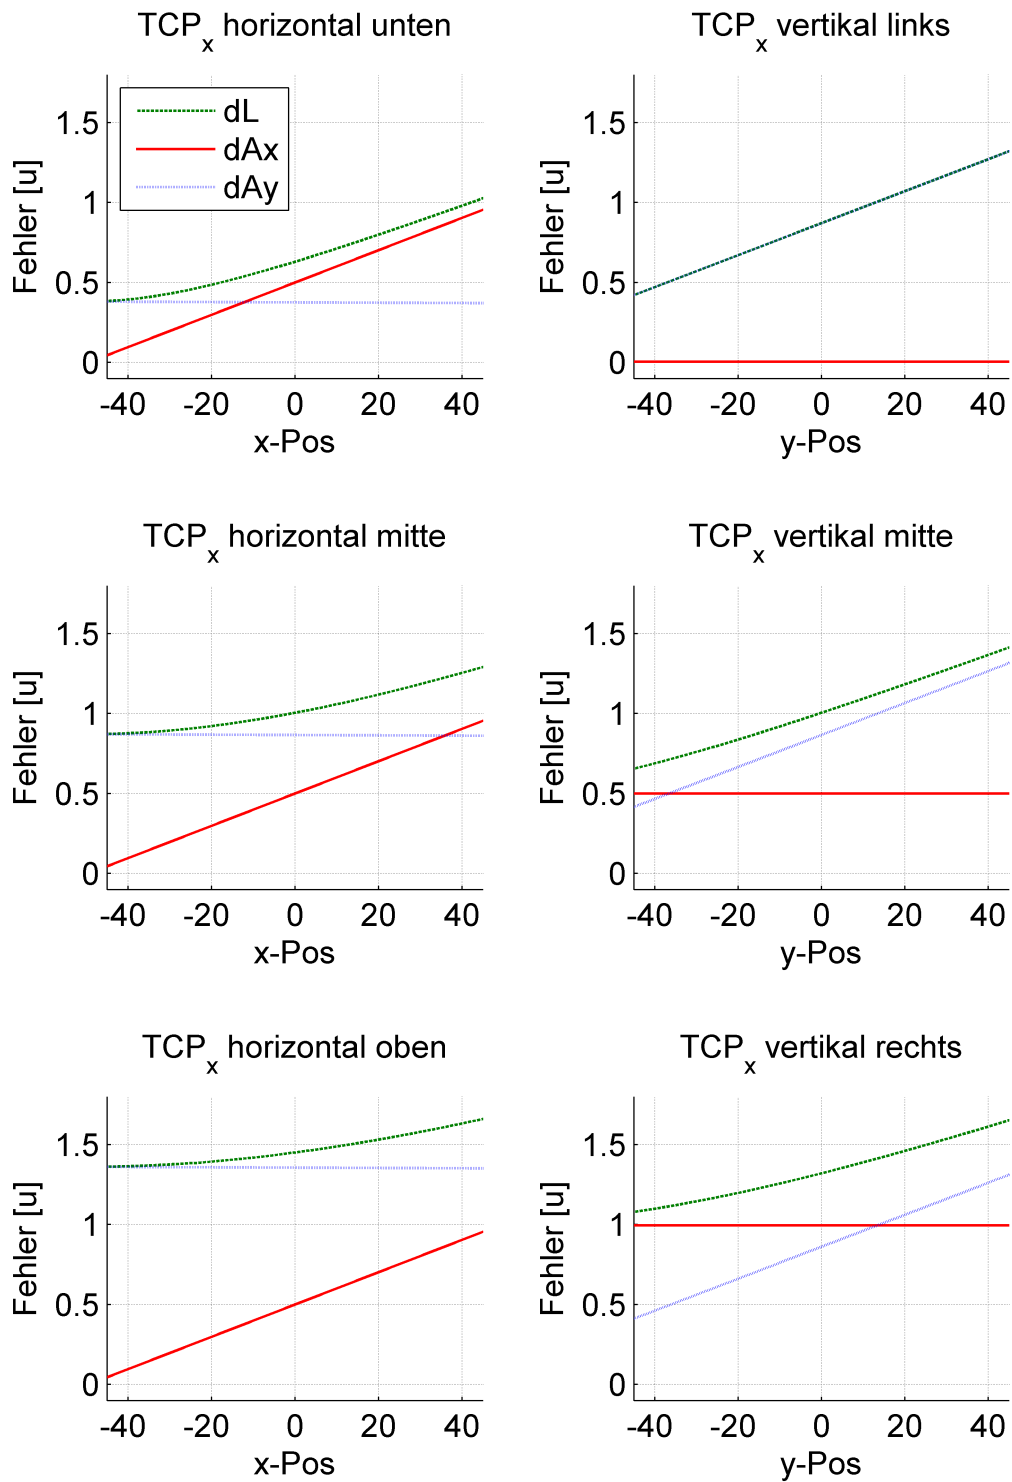 TCPx horizontal unten
Fehler [u]
1.5
1
0.5
0
dL
dAx
dAy
-40 -20 0 20 40
x-Pos
TCPx vertikal links
Fehler [u]
1.5
1
0.5
0
-40 -20 0 20 40
y-Pos
TCPx horizontal mitte
Fehler [u]
1.5
1
0.5
0
-40 -20 0 20 40
x-Pos
TCPx vertikal mitte
Fehler [u]
1.5
1
0.5
0
-40 -20 0 20 40
y-Pos
TCPx horizontal oben
Fehler [u]
1.5
1
0.5
0
-40 -20 0 20 40
x-Pos
TCPx vertikal rechts
Fehler [u]
1.5
1
0.5
0
-40 -20 0 20 40
y-Pos